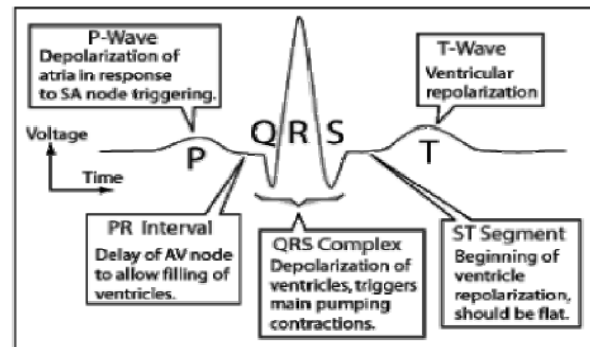 P-Wave
Depolarization of
atria in response
to SA node triggering.
T-Wave
Ventricular
repolarization
Voltage
Time
P
Q
R
S
T
PR Interval
Delay of AV node
to allow filling of
ventricles.
QRS Complex
Depolarization of
ventricles, triggers
main pumping
contractions.
ST Segment
Beginning of
ventricle
repolarization,
should be flat.